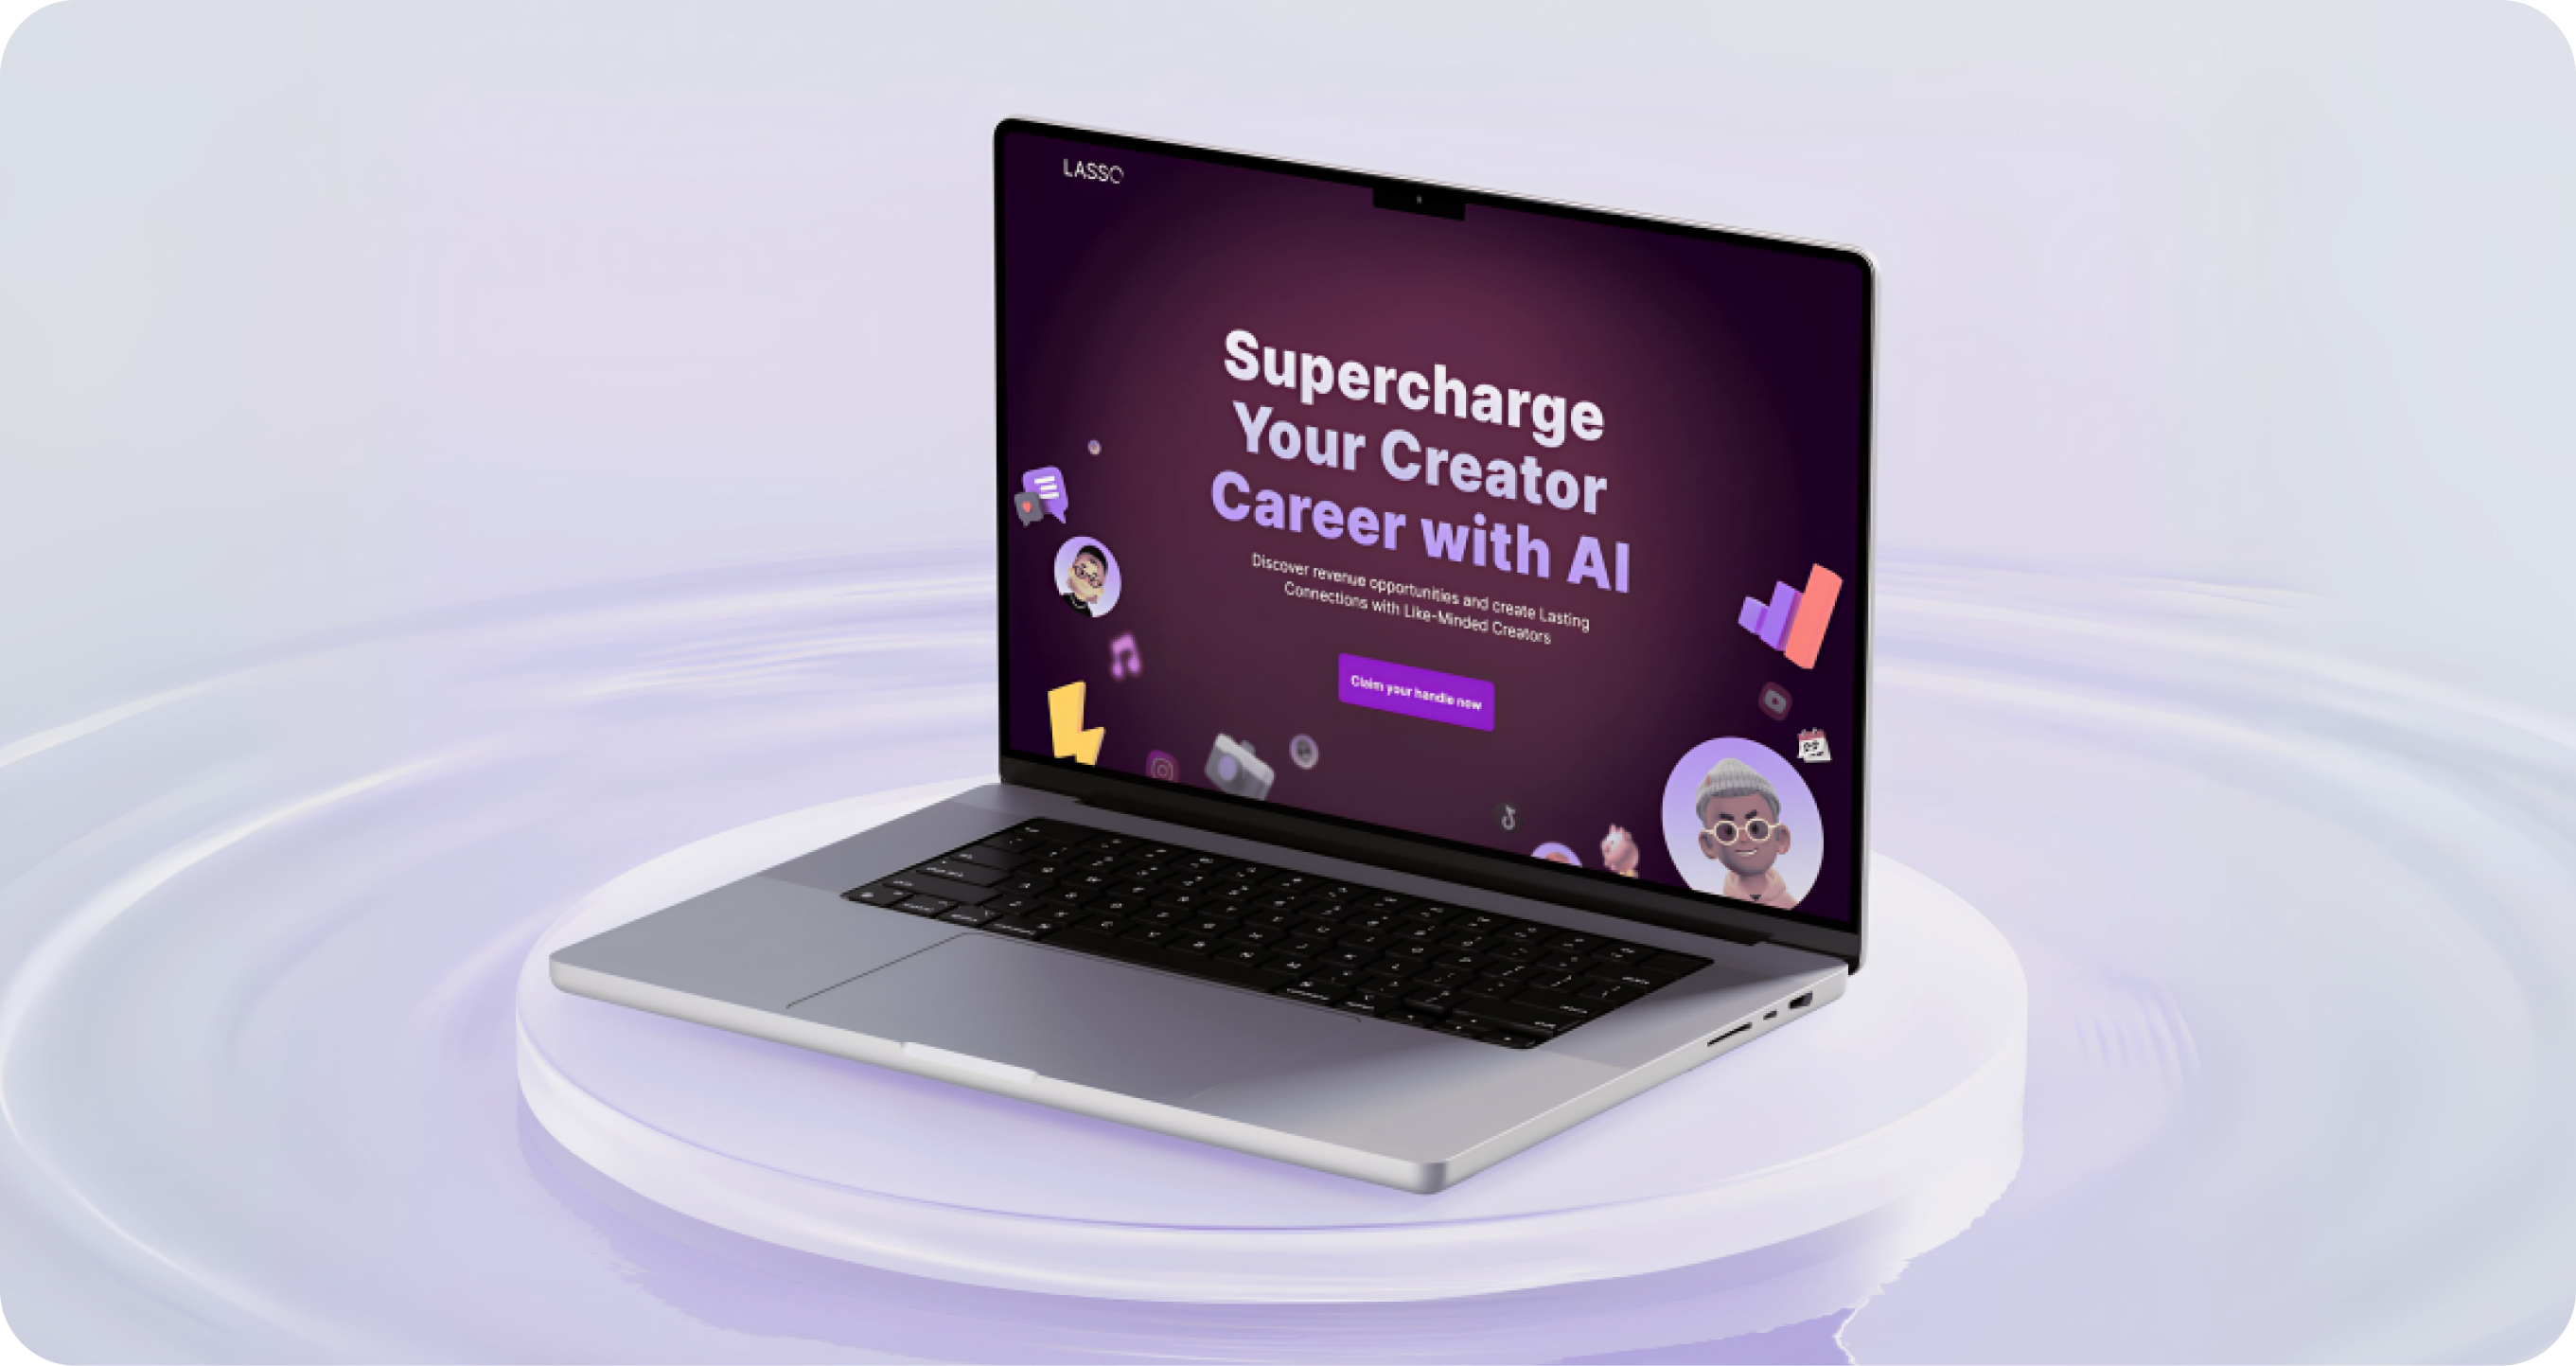 LASSO
Supercharge
Your Creator
Career with AI
Discover revenue opportunities and create Lasting
Connections with Like-Minded Creators
Claim your handle now